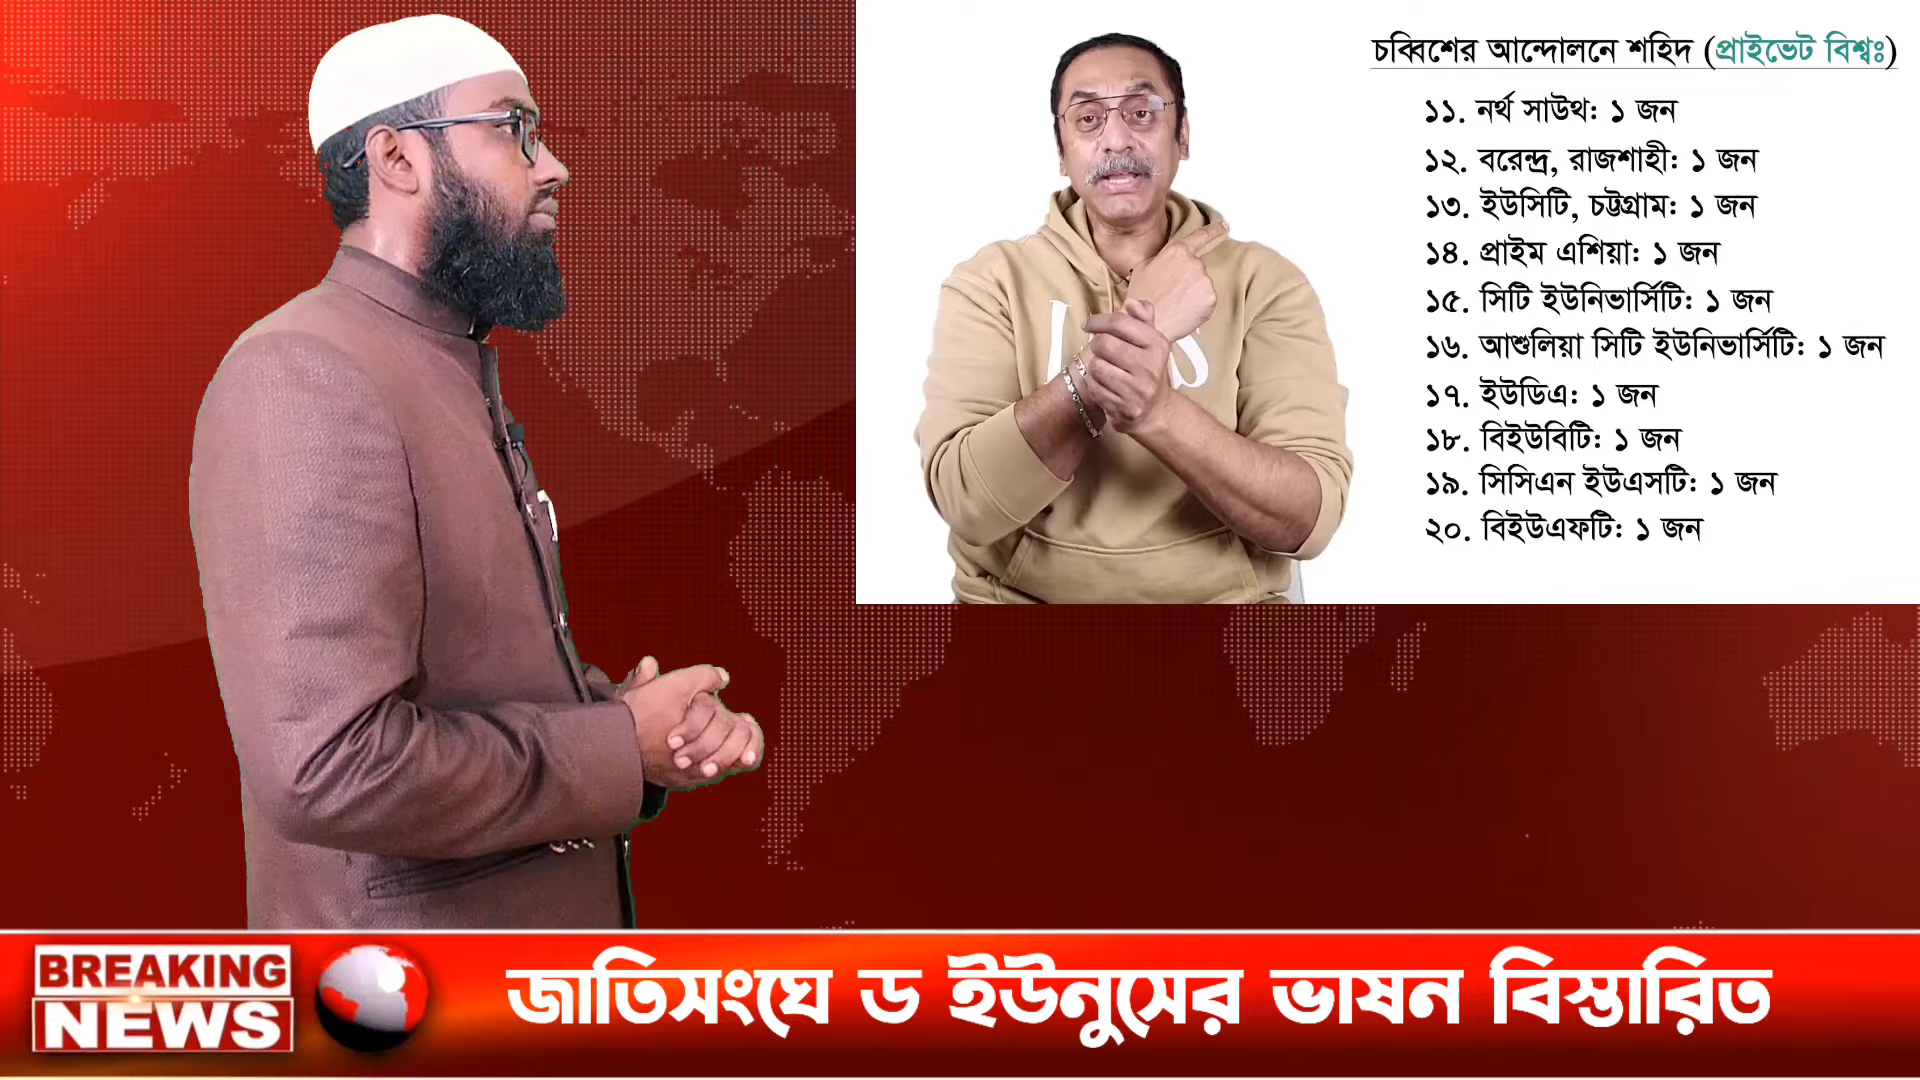 চব্বিশের আন্দোলনে শহিদ (প্রাইভেট বিশ্বঃ)
১১. নর্থ সাউথ: ১ জন
১২. বরেন্দ্র, রাজশাহী: ১ জন
১৩. ইউসিটি, চট্টগ্রাম: ১ জন
১৪. প্রাইম এশিয়া: ১ জন
১৫. সিটি ইউনিভার্সিটি: ১ জন
১৬. আশুলিয়া সিটি ইউনিভার্সিটি: ১ জন
১৭. ইউডিএ: ১ জন
১৮. বিইউবিটি: ১ জন
১৯. সিসিএন ইউএসটি: ১ জন
২০. বিইউএফটি: ১ জন
BREAKING
NEWS
জাতিসংঘে ড ইউনুসের ভাষন বিস্তারিত